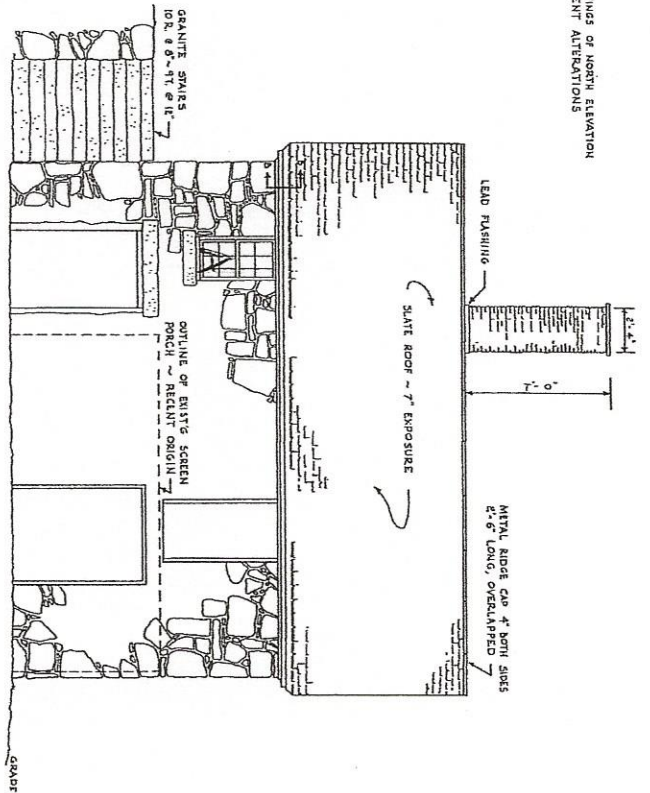 INGS OF NORTH ELEVATION
ENT ALTERATIONS
2'-4"
7'-0"
LEAD FLASHING
METAL RIDGE CAP 4" BOTH SIDES
2'-6" LONG, OVERLAPPED
SLATE ROOF ~ 7" EXPOSURE
GRANITE STAIRS
10 R. @ 8" ~ 9 T. @ 12"
OUTLINE OF EXIST'G SCREEN
PORCH ~ RECENT ORIGIN
GRADE